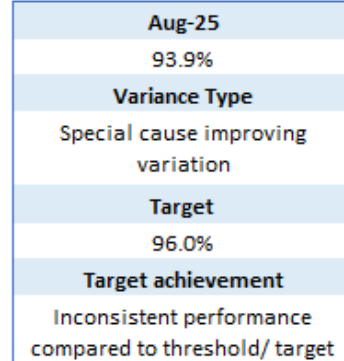 Aug-25
93.9%
Variance Type
Special cause improving
variation
Target
96.0%
Target achievement
Inconsistent performance
compared to threshold/ target